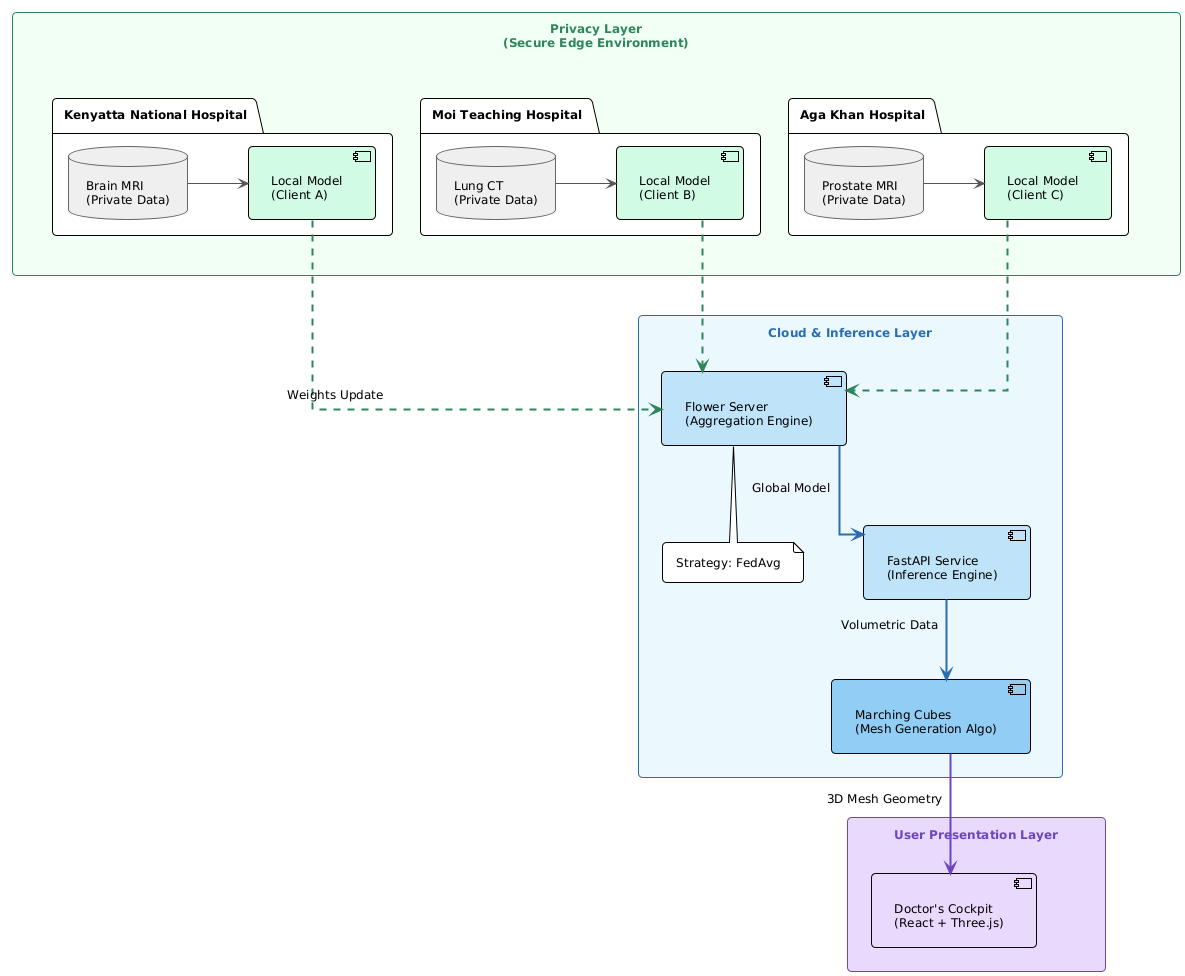 Privacy Layer
(Secure Edge Environment)
Kenyatta National Hospital
Brain MRI
(Private Data)
Local Model
(Client A)
Moi Teaching Hospital
Lung CT
(Private Data)
Local Model
(Client B)
Aga Khan Hospital
Prostate MRI
(Private Data)
Local Model
(Client C)
Weights Update
Cloud & Inference Layer
Flower Server
(Aggregation Engine)
Global Model
Strategy: FedAvg
FastAPI Service
(Inference Engine)
Volumetric Data
Marching Cubes
(Mesh Generation Algo)
3D Mesh Geometry
User Presentation Layer
Doctor's Cockpit
(React + Three.js)